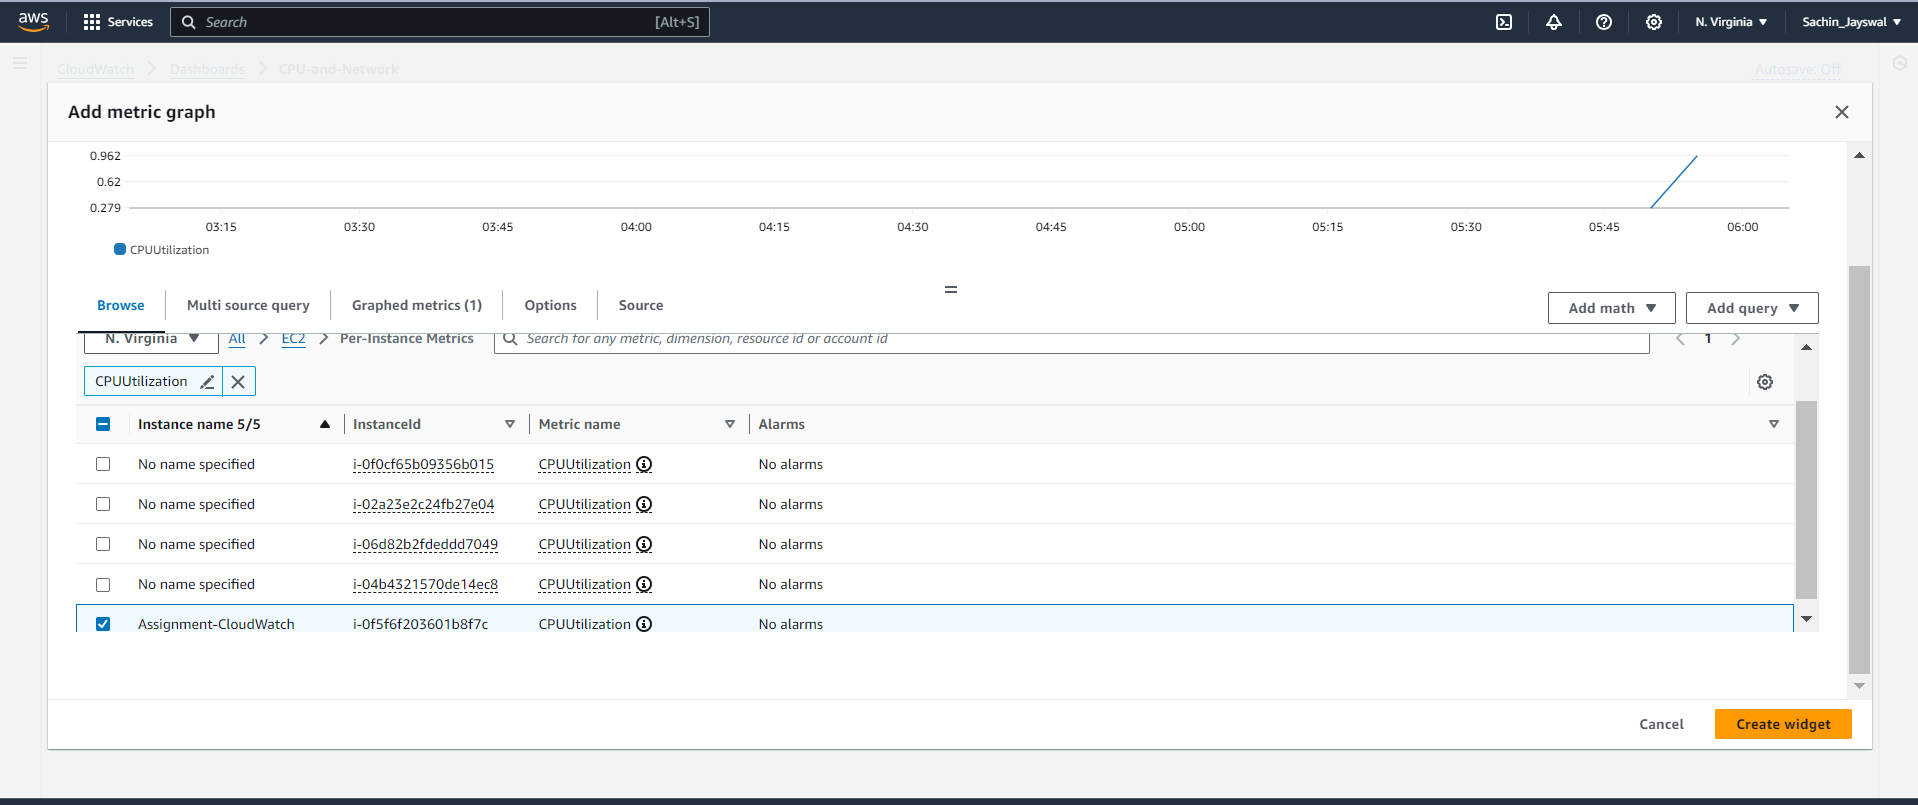 aws Services Search [Alt+S] N. Virginia Sachin_Jayswal
CloudWatch Dashboards CPU-and-Network Autosave: Off
Add metric graph
0.962
0.62
0.279
03:15 03:30 03:45 04:00 04:15 04:30 04:45 05:00 05:15 05:30 05:45 06:00
CPUUtilization
Browse Multi source query Graphed metrics (1) Options Source Add math Add query
N. Virginia All EC2 Per-Instance Metrics Search for any metric, dimension, resource id or account id 1
CPUUtilization
Instance name 5/5 InstanceId Metric name Alarms
No name specified i-0f0cf65b09356b015 CPUUtilization No alarms
No name specified i-02a23e2c24fb27e04 CPUUtilization No alarms
No name specified i-06d82b2fdeddd7049 CPUUtilization No alarms
No name specified i-04b4321570de14ec8 CPUUtilization No alarms
Assignment-CloudWatch i-0f5f6f203601b8f7c CPUUtilization No alarms
Cancel Create widget